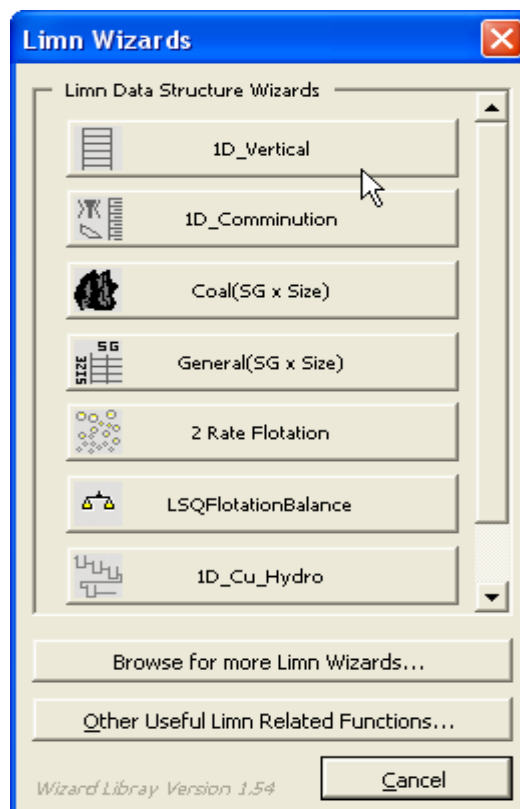 Limn Wizards
Limn Data Structure Wizards
1D_Vertical
1D_Comminution
Coal(SG x Size)
SG
SIZE
General(SG x Size)
2 Rate Flotation
LSQFlotationBalance
1D_Cu_Hydro
Browse for more Limn Wizards...
Other Useful Limn Related Functions...
Wizard Libray Version 1.54
Cancel